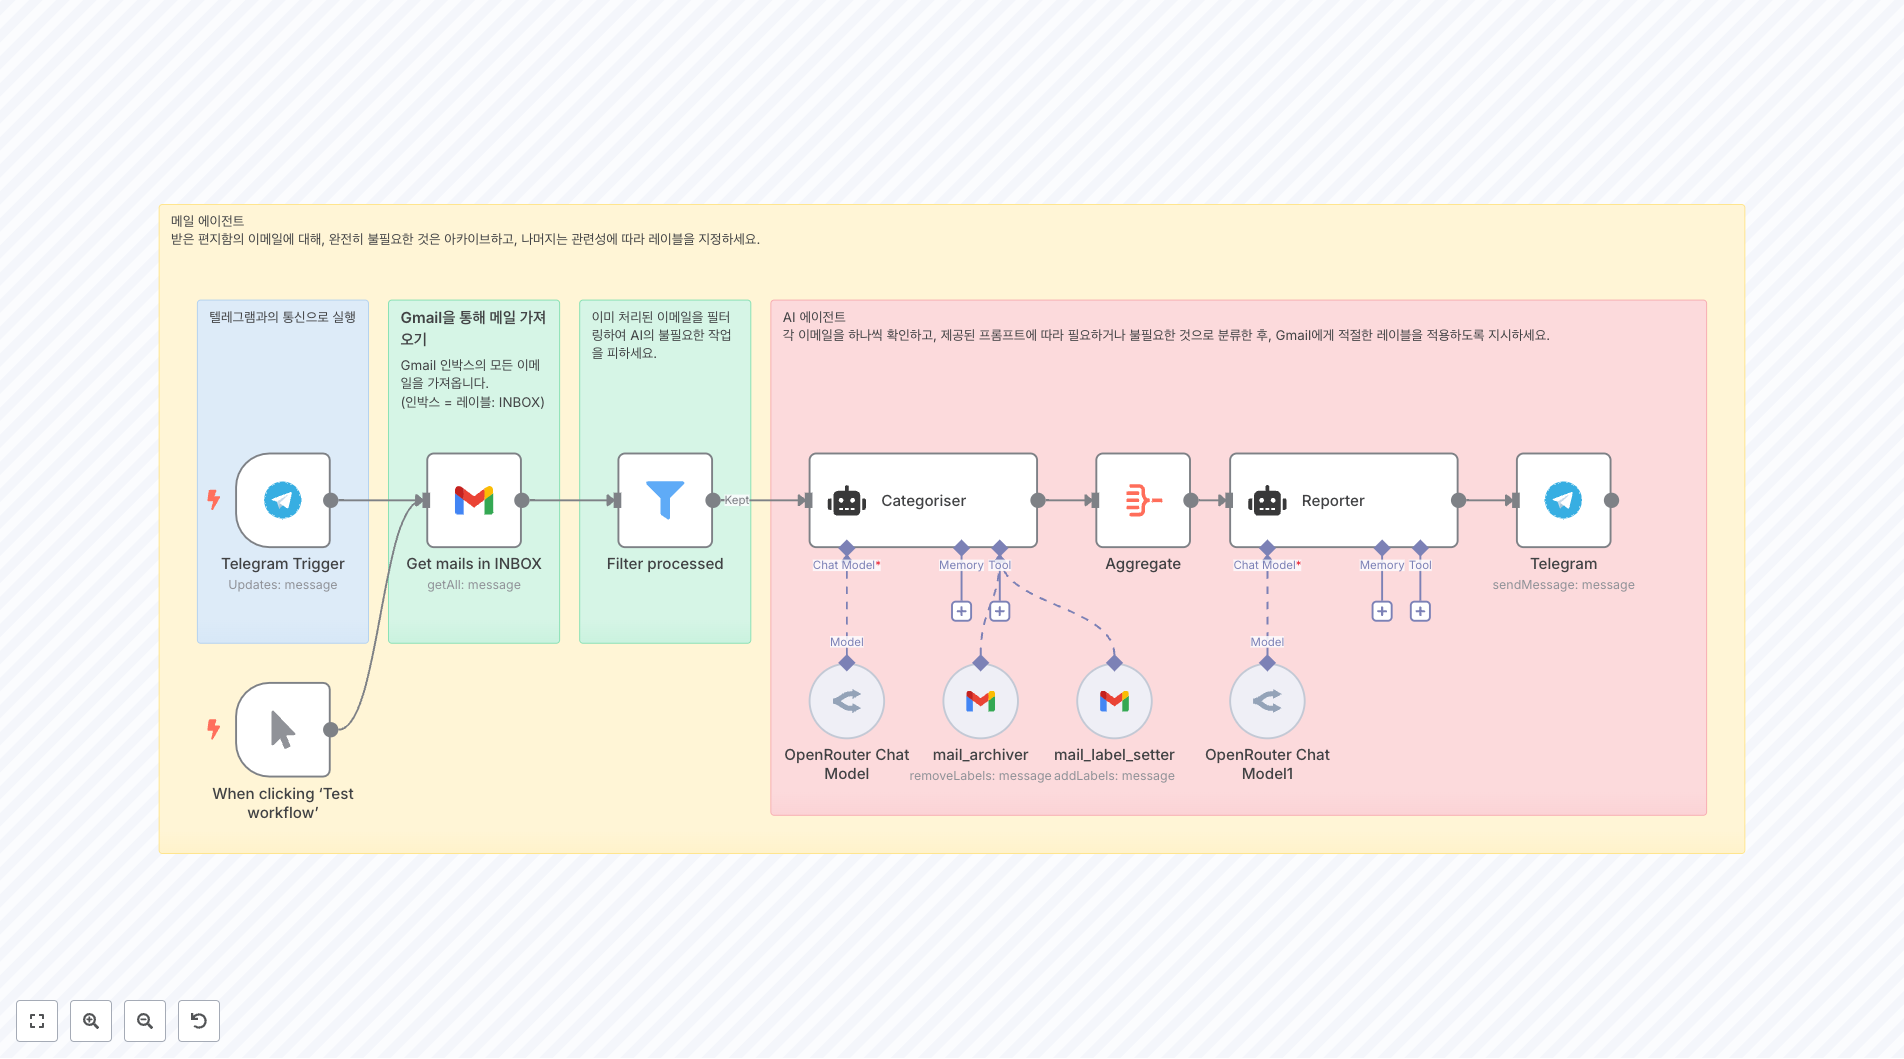 메일 에이전트
받은 편지함의 이메일에 대해, 완전히 불필요한 것은 아카이브하고, 나머지는 관련성에 따라 레이블을 지정하세요.
텔레그램과의 통신으로 실행
Gmail을 통해 메일 가져
오기
Gmail 인박스의 모든 이메
일을 가져옵니다.
(인박스 = 레이블: INBOX)
이미 처리된 이메일을 필터
링하여 AI의 불필요한 작업
을 피하세요.
AI 에이전트
각 이메일을 하나씩 확인하고, 제공된 프롬프트에 따라 필요하거나 불필요한 것으로 분류한 후, Gmail에게 적절한 레이블을 적용하도록 지시하세요.
Telegram Trigger
Updates: message
Get mails in INBOX
getAll: message
Filter processed
Kept
Categoriser
Chat Model*
Memory
Tool
Aggregate
Reporter
Chat Model*
Memory
Tool
Telegram
sendMessage: message
Model
Model
OpenRouter Chat
Model
mail_archiver
removeLabels: message
mail_label_setter
addLabels: message
OpenRouter Chat
Model1
When clicking ‘Test
workflow’